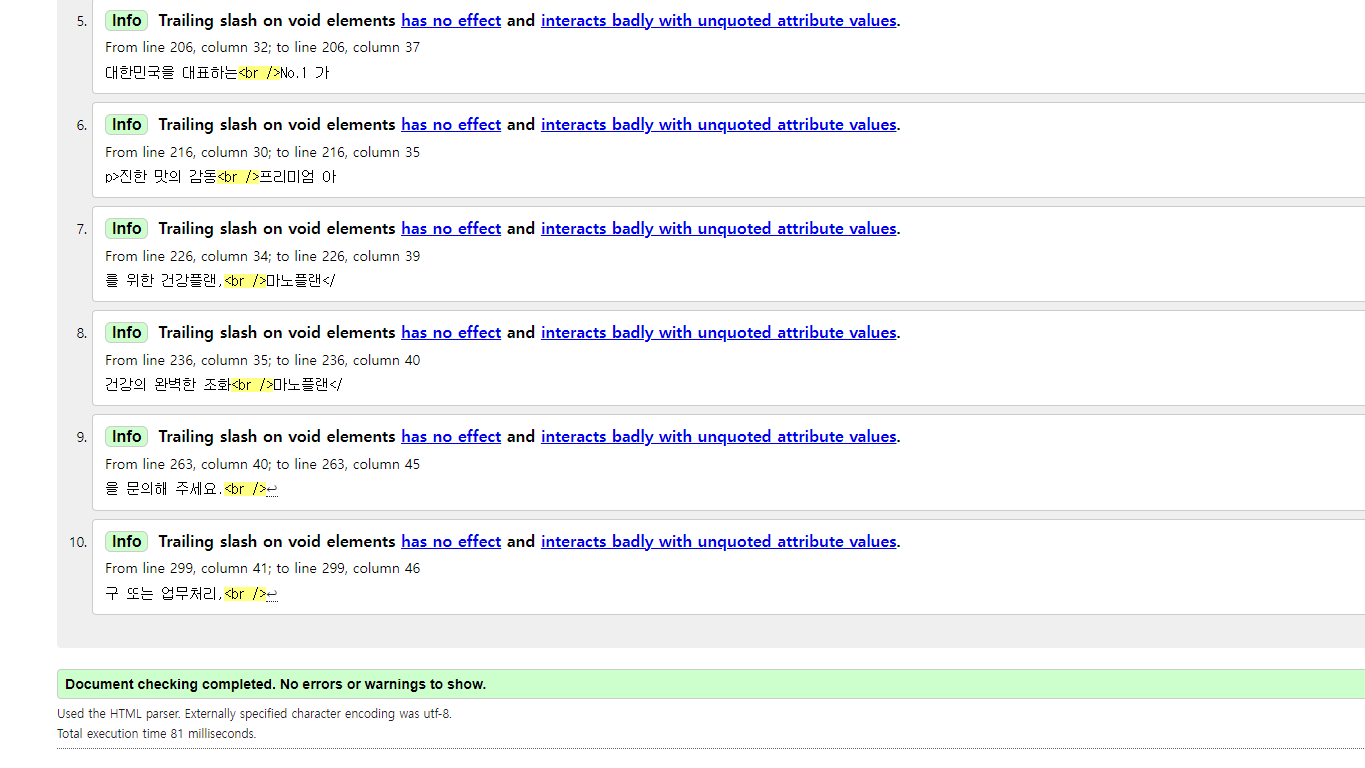 5. Info Trailing slash on void elements has no effect and interacts badly with unquoted attribute values.
From line 206, column 32; to line 206, column 37
대한민국을 대표하는<br />No.1 가
6. Info Trailing slash on void elements has no effect and interacts badly with unquoted attribute values.
From line 216, column 30; to line 216, column 35
p>진한 맛의 감동<br />프리미엄 아
7. Info Trailing slash on void elements has no effect and interacts badly with unquoted attribute values.
From line 226, column 34; to line 226, column 39
를 위한 건강플랜,<br />마노플랜</
8. Info Trailing slash on void elements has no effect and interacts badly with unquoted attribute values.
From line 236, column 35; to line 236, column 40
건강의 완벽한 조화<br />마노플랜</
9. Info Trailing slash on void elements has no effect and interacts badly with unquoted attribute values.
From line 263, column 40; to line 263, column 45
을 문의해 주세요.<br />↩
10. Info Trailing slash on void elements has no effect and interacts badly with unquoted attribute values.
From line 299, column 41; to line 299, column 46
구 또는 업무처리,<br />↩
Document checking completed. No errors or warnings to show.
Used the HTML parser. Externally specified character encoding was utf-8.
Total execution time 81 milliseconds.